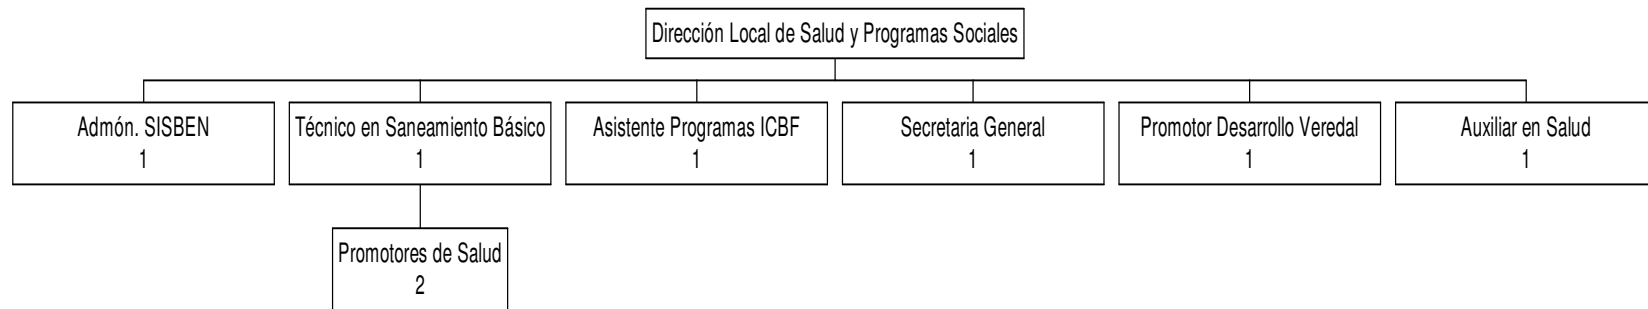 Dirección Local de Salud y Programas Sociales
Admón. SISBEN
1
Técnico en Saneamiento Básico
1
Asistente Programas ICBF
1
Secretaria General
1
Promotor Desarrollo Veredal
1
Auxiliar en Salud
1
Promotores de Salud
2